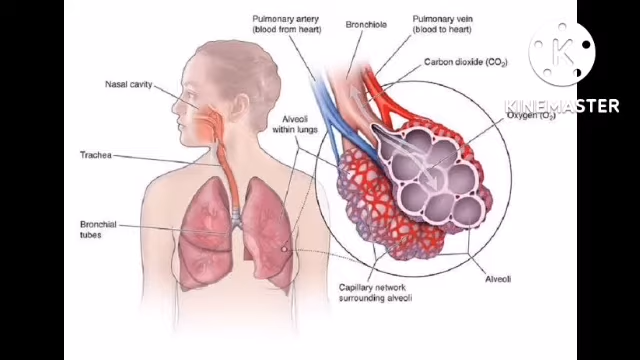 Pulmonary artery
(blood from heart)
Bronchiole
Pulmonary vein
(blood to heart)
Carbon dioxide (CO₂)
Nasal cavity
KINEMASTER
Oxygen (O₂)
Alveoli
within lungs
Trachea
Bronchial
tubes
Capillary network
surrounding alveoli
Alveoli